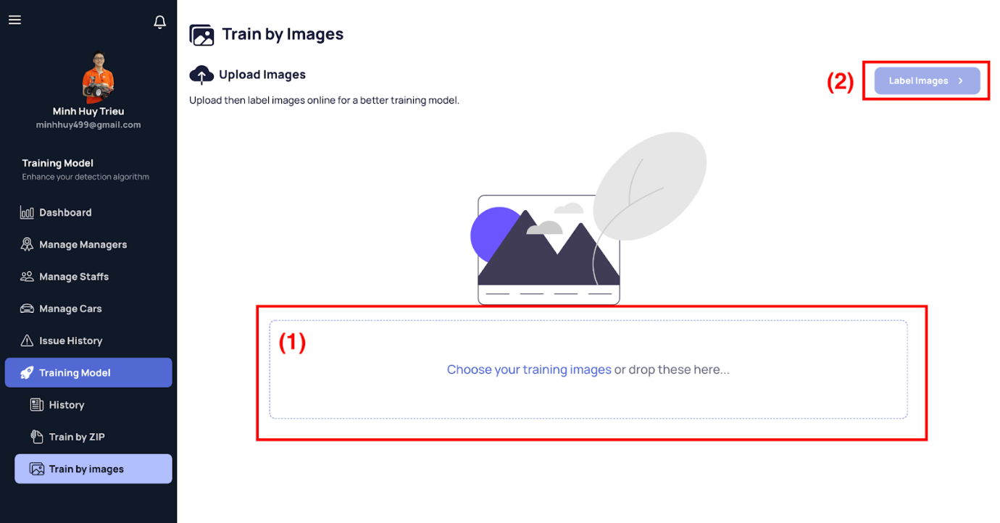 Minh Huy Trieu
minhhuy499@gmail.com
Training Model
Enhance your detection algorithm
Dashboard
Manage Managers
Manage Staffs
Manage Cars
Issue History
Training Model
History
Train by ZIP
Train by images
Train by Images
Upload Images
Upload then label images online for a better training model.
(2)
Label Images
(1)
Choose your training images or drop these here...